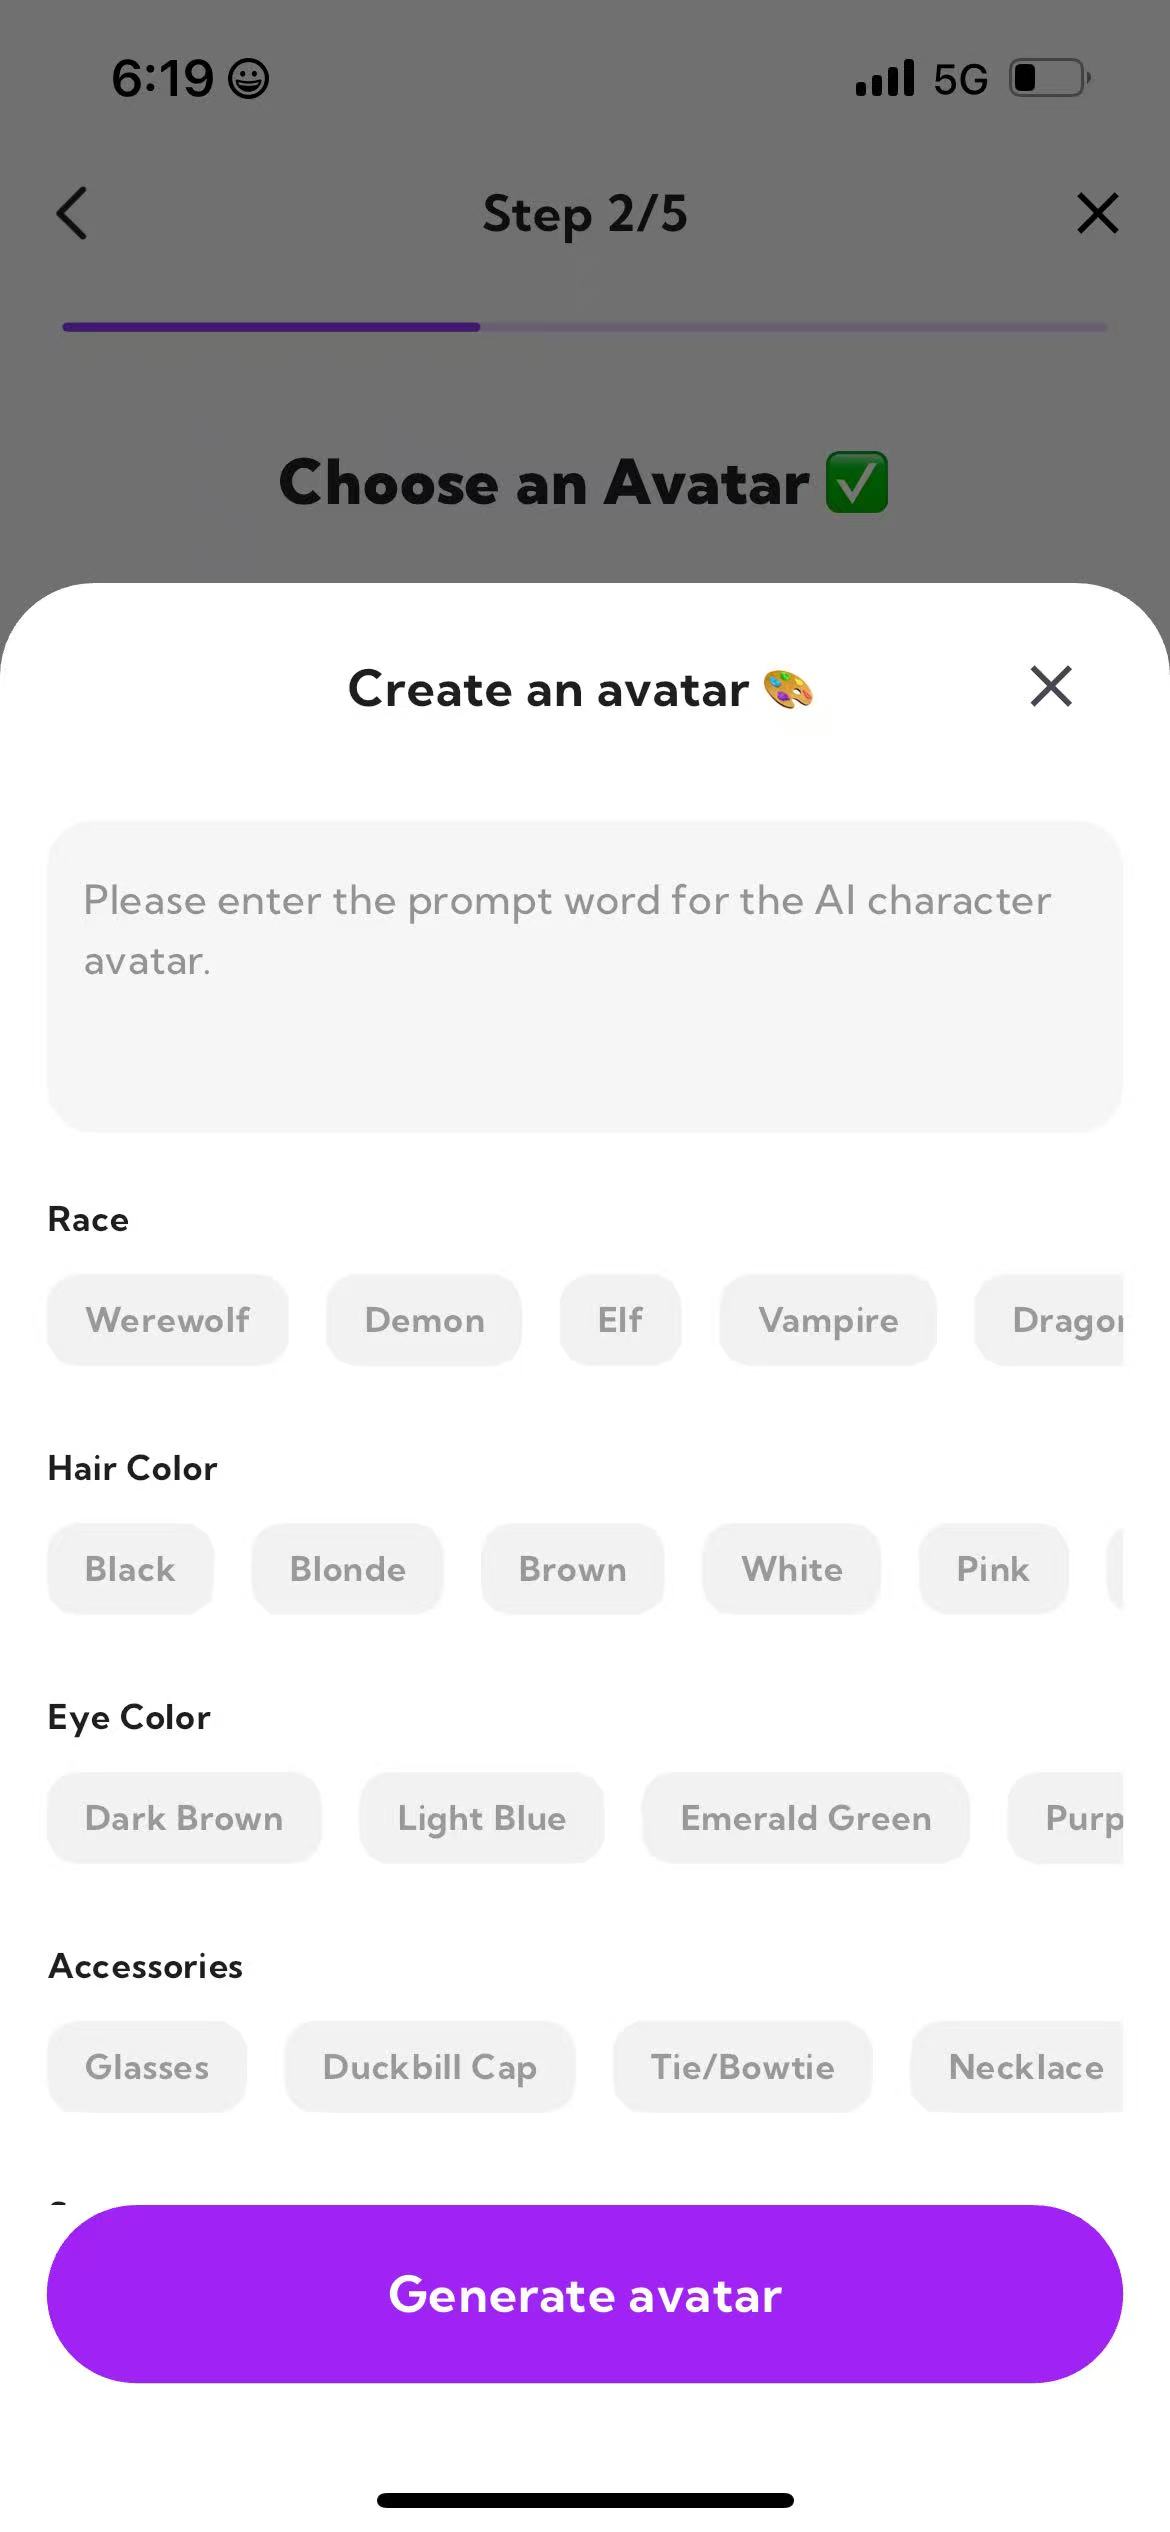 6:19
5G
Step 2/5
Choose an Avatar ✅
Create an avatar 🎨
Please enter the prompt word for the AI character
avatar.
Race
Werewolf Demon Elf Vampire Dragon
Hair Color
Black Blonde Brown White Pink
Eye Color
Dark Brown Light Blue Emerald Green Purp
Accessories
Glasses Duckbill Cap Tie/Bowtie Necklace
Generate avatar